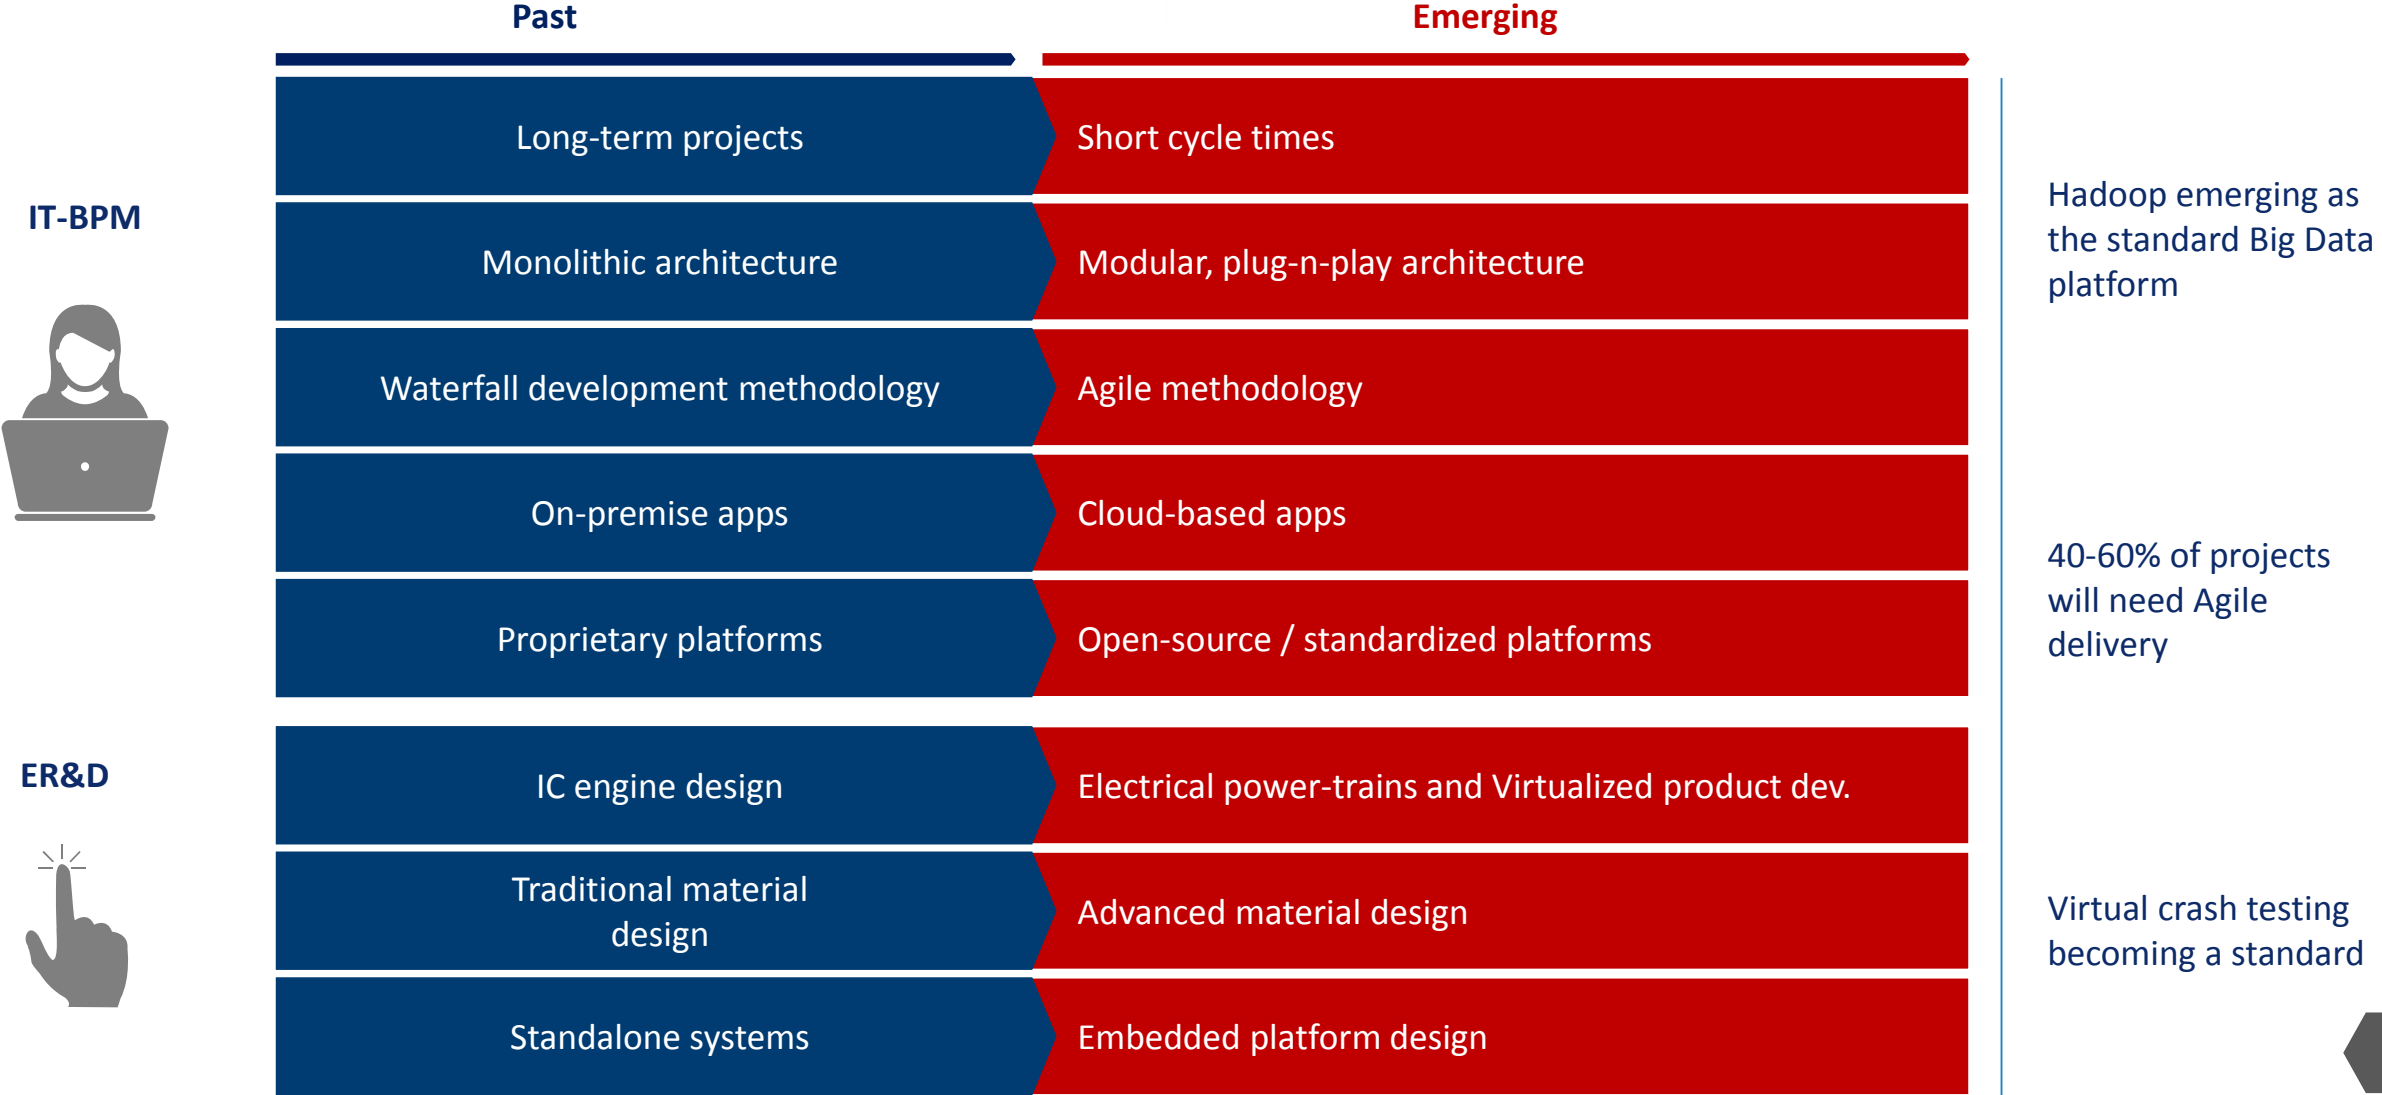 Past
Emerging
IT-BPM
Long-term projects
Short cycle times
Monolithic architecture
Modular, plug-n-play architecture
Waterfall development methodology
Agile methodology
On-premise apps
Cloud-based apps
Proprietary platforms
Open-source / standardized platforms
ER&D
IC engine design
Electrical power-trains and Virtualized product dev.
Traditional material
design
Advanced material design
Standalone systems
Embedded platform design
Hadoop emerging as
the standard Big Data
platform
40-60% of projects
will need Agile
delivery
Virtual crash testing
becoming a standard